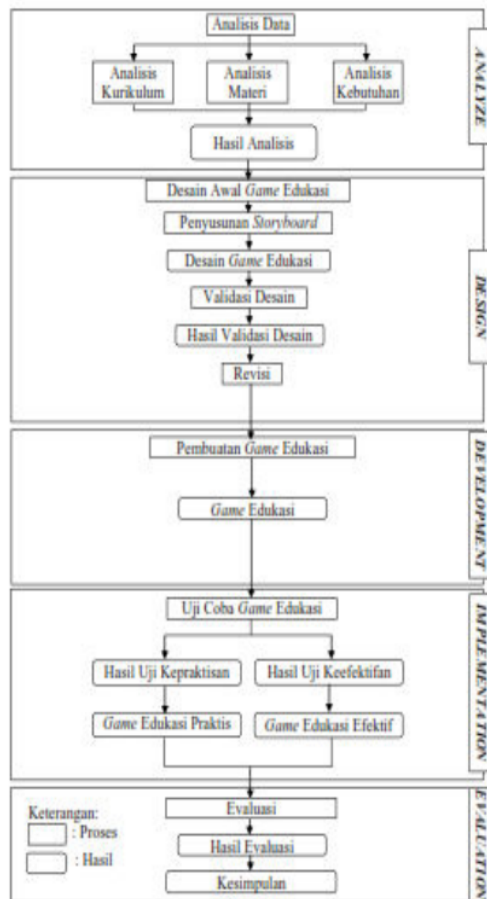 Analisis Data
Analisis
Kurikulum
Analisis
Materi
Analisis
Kebutuhan
Hasil Analisis
ANALYZE
Desain Awal Game Edukasi
Penyusunan Storyboard
Desain Game Edukasi
Validasi Desain
Hasil Validasi Desain
Revisi
DESIGN
Pembuatan Game Edukasi
Game Edukasi
DEVELOPMENT
Uji Coba Game Edukasi
Hasil Uji Kepraktisan
Hasil Uji Keefektifan
Game Edukasi Praktis
Game Edukasi Efektif
IMPLEMENTATION
Evaluasi
Hasil Evaluasi
Kesimpulan
Keterangan:
: Proses
: Hasil
EVALUATION